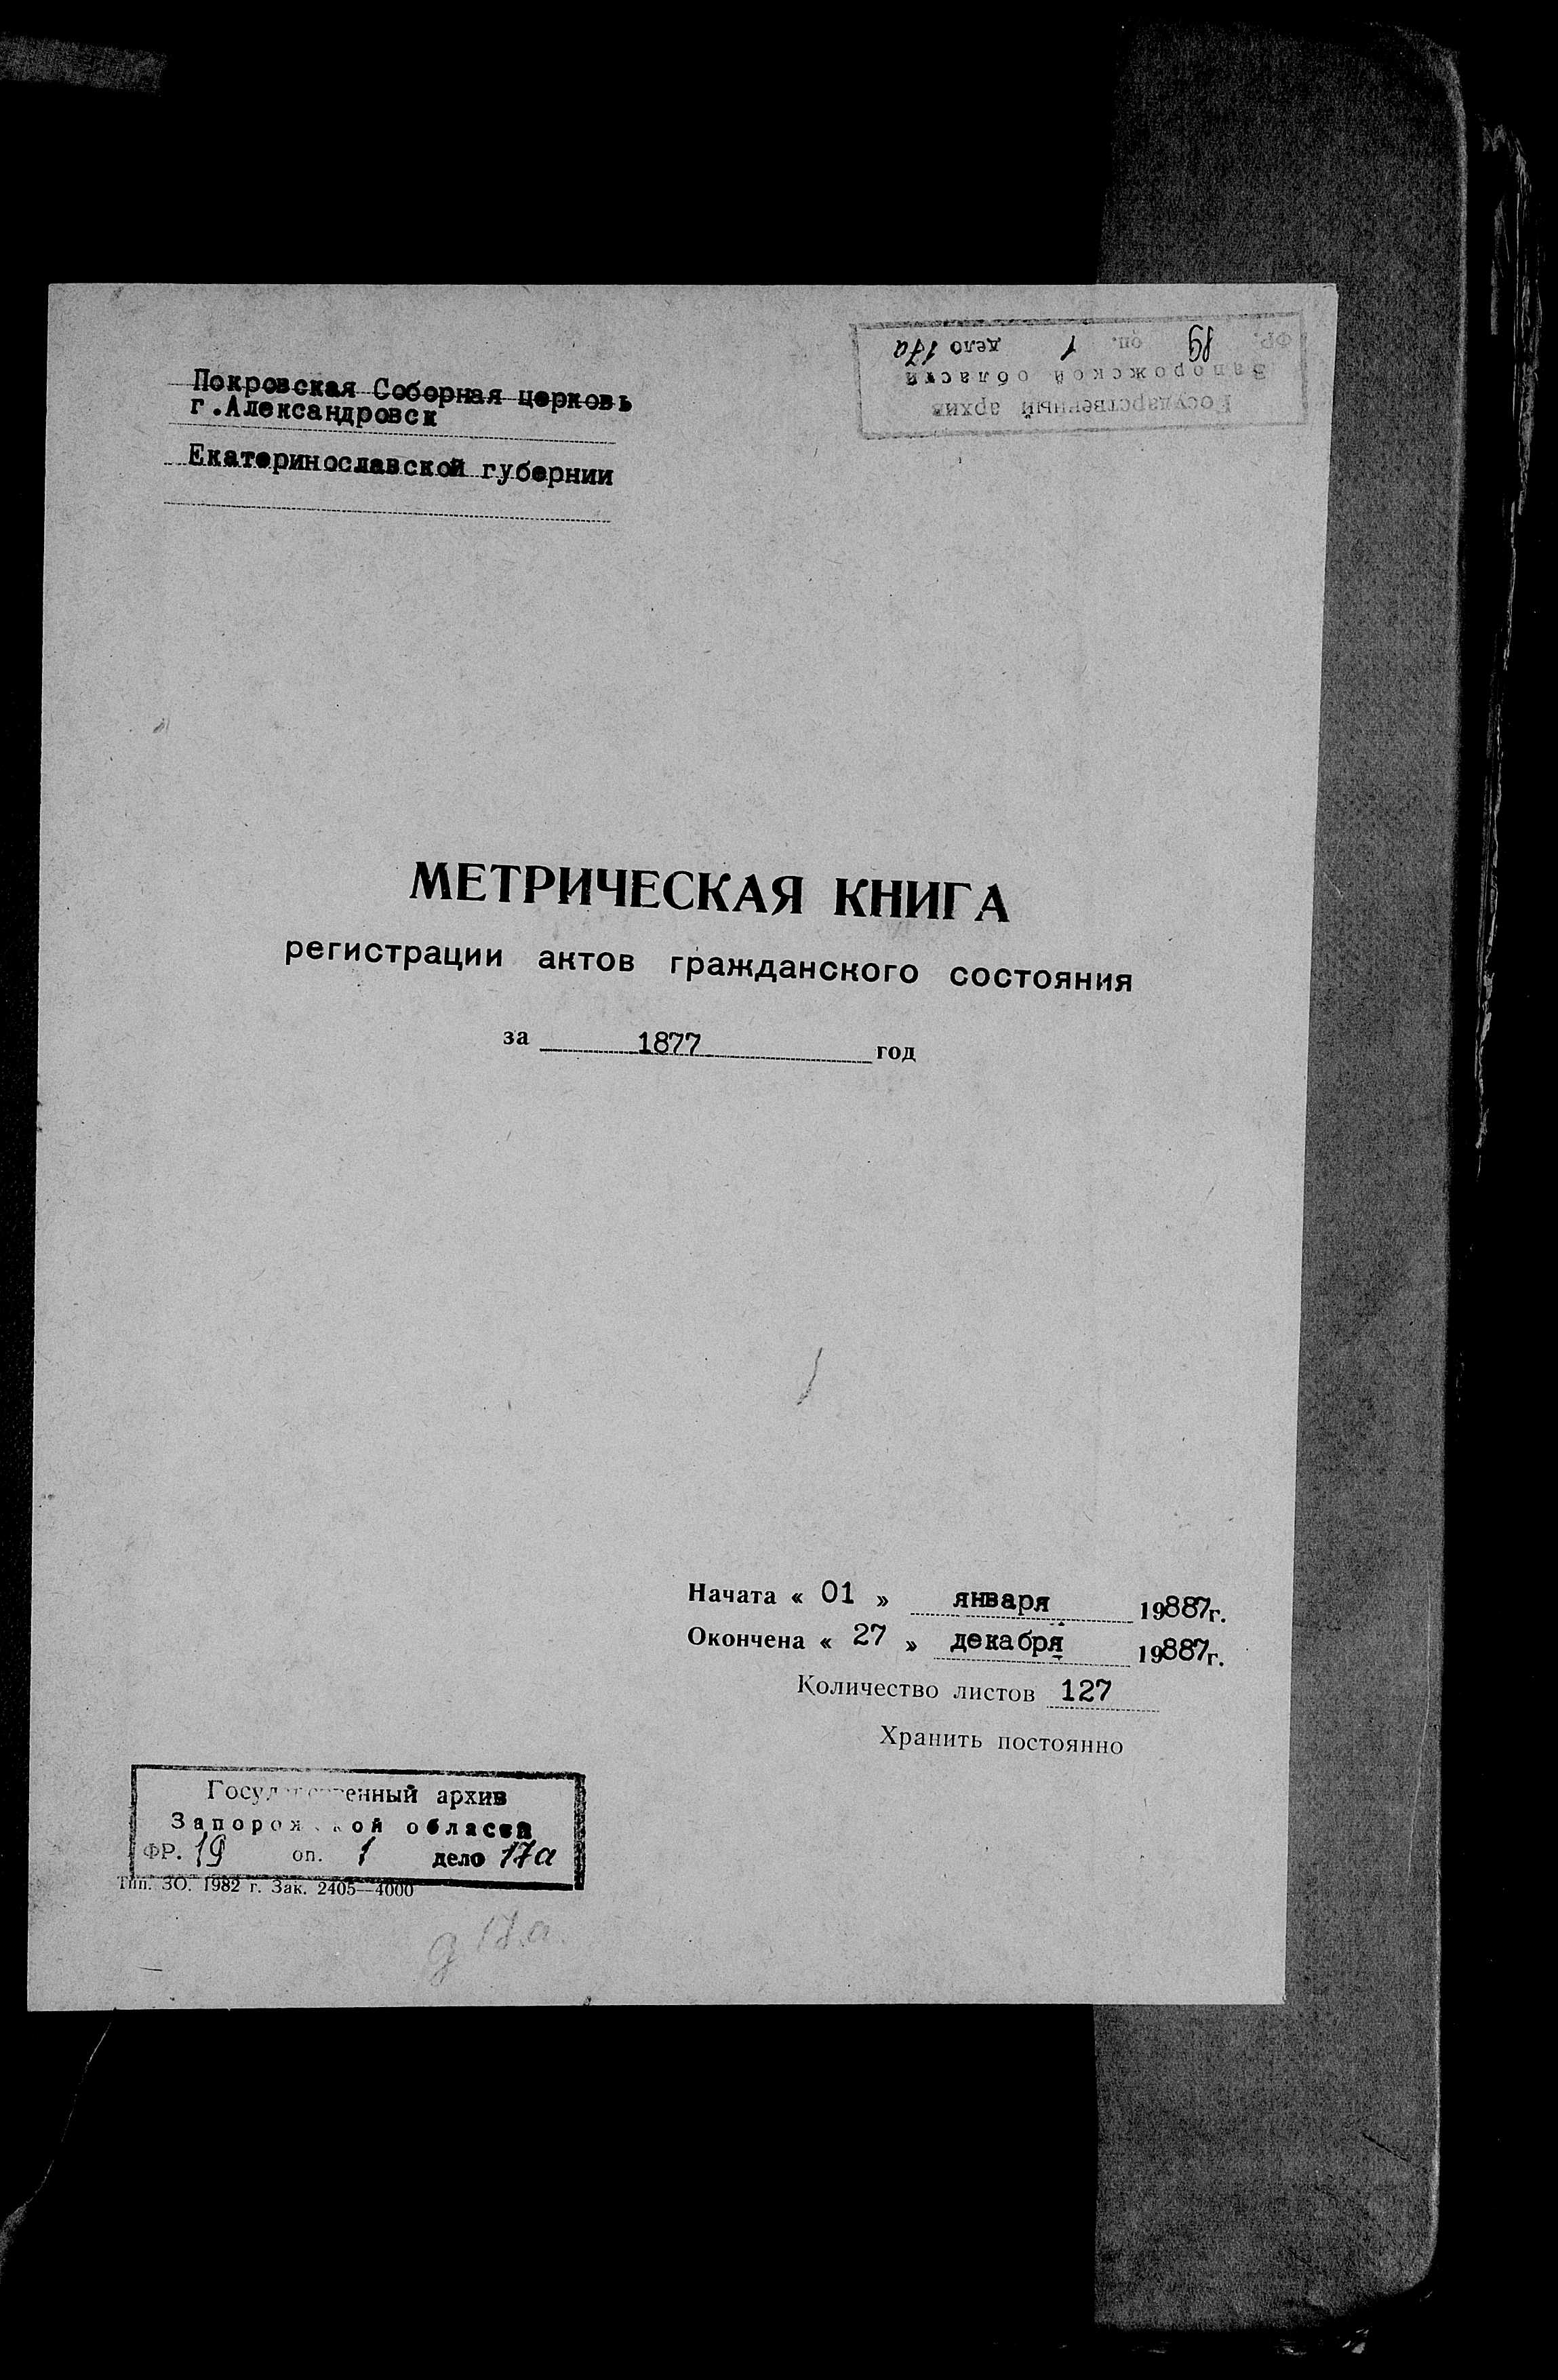 Покровская Соборная церковь
г.Александровск
Екатеринославской губернии
Государственный архив
Запорожской области
ФР. 19 оп. 1 дело 17а
МЕТРИЧЕСКАЯ КНИГА
регистрации актов гражданского состояния
за 1877 год
Начата « 01 » января 19887г.
Окончена « 27 » декабря 19887г.
Количество листов 127
Хранить постоянно
Государственный архив
Запорожской области
ФР. 19 оп. 1 дело 17а
Тип. ЗО. 1982 г. Зак. 2405—4000
д 17.а.